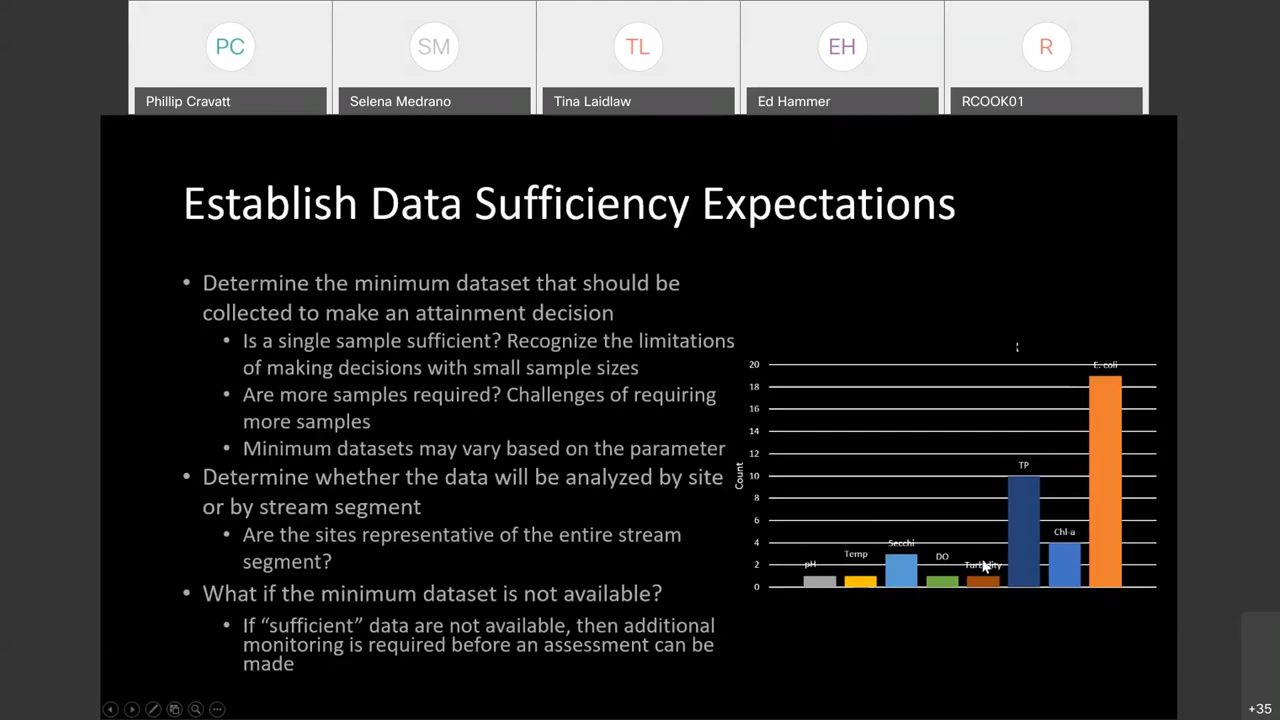 PC
SM
TL
EH
R
Phillip Cravatt
Selena Medrano
Tina Laidlaw
Ed Hammer
RCOOK01
Establish Data Sufficiency Expectations
• Determine the minimum dataset that should be
collected to make an attainment decision
• Is a single sample sufficient? Recognize the limitations
of making decisions with small sample sizes
• Are more samples required? Challenges of requiring
more samples
• Minimum datasets may vary based on the parameter
• Determine whether the data will be analyzed by site
or by stream segment
• Are the sites representative of the entire stream
segment?
• What if the minimum dataset is not available?
• If “sufficient” data are not available, then additional
monitoring is required before an assessment can be
made
Count
20
18
16
14
12
10
8
6
4
2
0
pH
Temp
Secchi
DO
Turbidity
TP
Chl-a
E. coli
+35